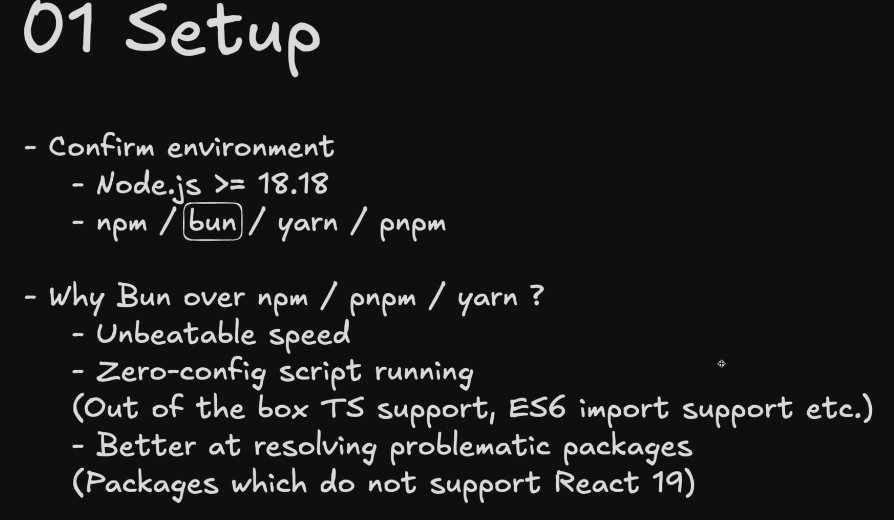 01 Setup
- Confirm environment
- Node.js >= 18.18
- npm / bun / yarn / pnpm
- Why Bun over npm / pnpm / yarn ?
- Unbeatable speed
- Zero-config script running
(Out of the box TS support, ES6 import support etc.)
- Better at resolving problematic packages
(Packages which do not support React 19)